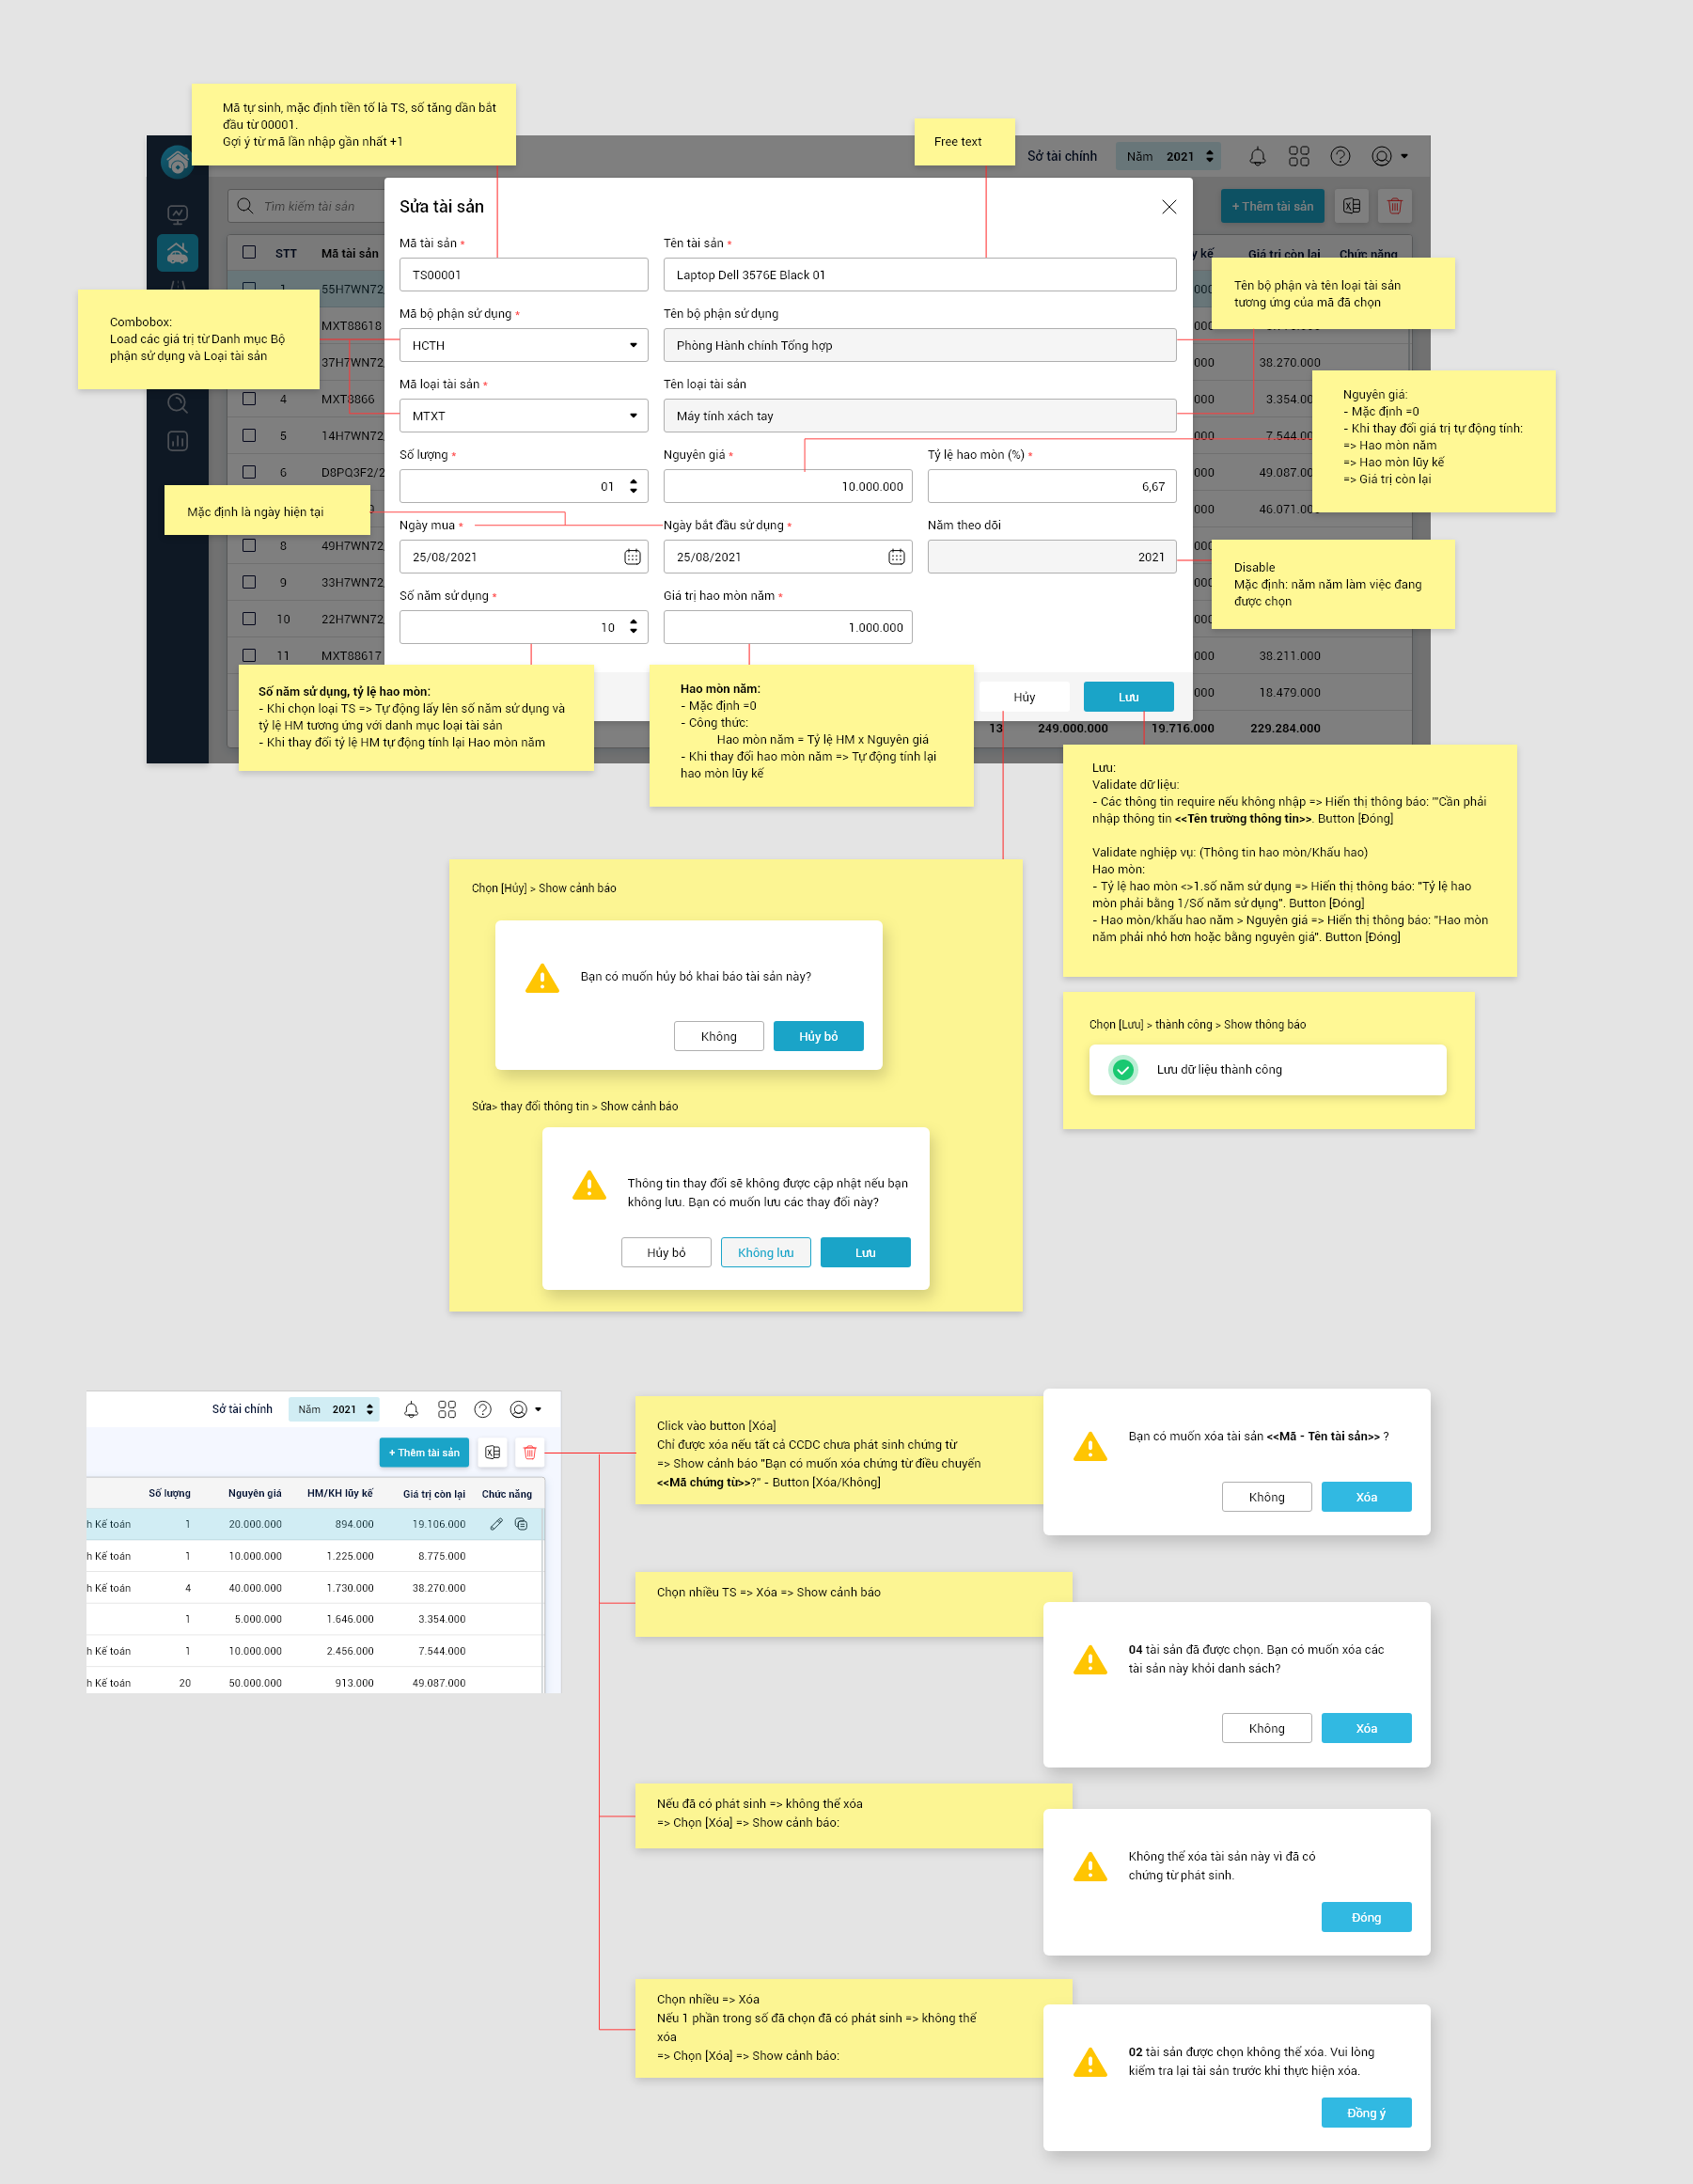 Mã tự sinh, mặc định tiền tố là TS, số tăng dần bắt
đầu từ 00001.
Gợi ý từ mã lần nhập gần nhất +1
Free text
Sở tài chính
Năm 2021
Tìm kiếm tài sản
+ Thêm tài sản
Sửa tài sản
STT Mã tài sản
y kế Giá trị còn lại Chức năng
Mã tài sản *
Tên tài sản *
TS00001
Laptop Dell 3576E Black 01
1 55H7WN72/
Tên bộ phận và tên loại tài sản
tương ứng của mã đã chọn
Combobox:
Load các giá trị từ Danh mục Bộ
phận sử dụng và Loại tài sản
Mã bộ phận sử dụng *
Tên bộ phận sử dụng
MXT88618
HCTH
Phòng Hành chính Tổng hợp
37H7WN72/
000 38.270.000
Mã loại tài sản *
Tên loại tài sản
4 MXT8866
000 3.354.00
MTXT
Máy tính xách tay
Nguyên giá:
- Mặc định =0
- Khi thay đổi giá trị tự động tính:
=> Hao mòn năm
=> Hao mòn lũy kế
=> Giá trị còn lại
5 14H7WN72/
000 7.544.00
Số lượng *
Nguyên giá *
Tỷ lệ hao mòn (%) *
6 D8PQ3F2/2
000 49.087.00
01
10.000.000
6,67
Mặc định là ngày hiện tại
000 46.071.00
Ngày mua *
Ngày bắt đầu sử dụng *
Năm theo dõi
8 49H7WN72/
25/08/2021
25/08/2021
2021
Disable
Mặc định: năm năm làm việc đang
được chọn
9 33H7WN72/
Số năm sử dụng *
Giá trị hao mòn năm *
10 22H7WN72/
10
1.000.000
11 MXT88617
000 38.211.000
000 18.479.000
Hủy
Lưu
13 249.000.000 19.716.000 229.284.000
Số năm sử dụng, tỷ lệ hao mòn:
- Khi chọn loại TS => Tự động lấy lên số năm sử dụng và
tỷ lệ HM tương ứng với danh mục loại tài sản
- Khi thay đổi tỷ lệ HM tự động tính lại Hao mòn năm
Hao mòn năm:
- Mặc định =0
- Công thức:
Hao mòn năm = Tỷ lệ HM x Nguyên giá
- Khi thay đổi hao mòn năm => Tự động tính lại
hao mòn lũy kế
Lưu:
Validate dữ liệu:
- Các thông tin require nếu không nhập => Hiển thị thông báo: '"Cần phải
nhập thông tin <<Tên trường thông tin>>. Button [Đóng]
Validate nghiệp vụ: (Thông tin hao mòn/Khấu hao)
Hao mòn:
- Tỷ lệ hao mòn <>1.số năm sử dụng => Hiển thị thông báo: "Tỷ lệ hao
mòn phải bằng 1/Số năm sử dụng". Button [Đóng]
- Hao mòn/khấu hao năm > Nguyên giá => Hiển thị thông báo: "Hao mòn
năm phải nhỏ hơn hoặc bằng nguyên giá". Button [Đóng]
Chọn [Hủy] > Show cảnh báo
Bạn có muốn hủy bỏ khai báo tài sản này?
Không
Hủy bỏ
Chọn [Lưu] > thành công > Show thông báo
Lưu dữ liệu thành công
Sửa> thay đổi thông tin > Show cảnh báo
Thông tin thay đổi sẽ không được cập nhật nếu bạn
không lưu. Bạn có muốn lưu các thay đổi này?
Hủy bỏ
Không lưu
Lưu
Sở tài chính
Năm 2021
+ Thêm tài sản
Số lượng Nguyên giá HM/KH lũy kế Giá trị còn lại Chức năng
h Kế toán 1 20.000.000 894.000 19.106.000
h Kế toán 1 10.000.000 1.225.000 8.775.000
h Kế toán 4 40.000.000 1.730.000 38.270.000
1 5.000.000 1.646.000 3.354.000
h Kế toán 1 10.000.000 2.456.000 7.544.000
h Kế toán 20 50.000.000 913.000 49.087.000
Click vào button [Xóa]
Chỉ được xóa nếu tất cả CCDC chưa phát sinh chứng từ
=> Show cảnh báo "Bạn có muốn xóa chứng từ điều chuyển
<<Mã chứng từ>>?" - Button [Xóa/Không]
Bạn có muốn xóa tài sản <<Mã - Tên tài sản>> ?
Không
Xóa
Chọn nhiều TS => Xóa => Show cảnh báo
04 tài sản đã được chọn. Bạn có muốn xóa các
tài sản này khỏi danh sách?
Không
Xóa
Nếu đã có phát sinh => không thể xóa
=> Chọn [Xóa] => Show cảnh báo:
Không thể xóa tài sản này vì đã có
chứng từ phát sinh.
Đóng
Chọn nhiều => Xóa
Nếu 1 phần trong số đã chọn đã có phát sinh => không thể
xóa
=> Chọn [Xóa] => Show cảnh báo:
02 tài sản được chọn không thể xóa. Vui lòng
kiểm tra lại tài sản trước khi thực hiện xóa.
Đồng ý